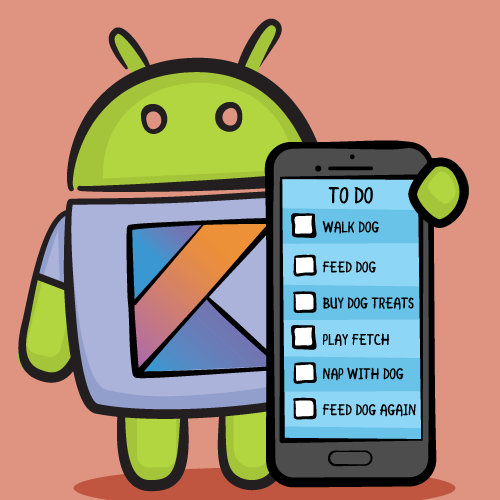 TO DO
WALK DOG
FEED DOG
BUY DOG TREATS
PLAY FETCH
NAP WITH DOG
FEED DOG AGAIN